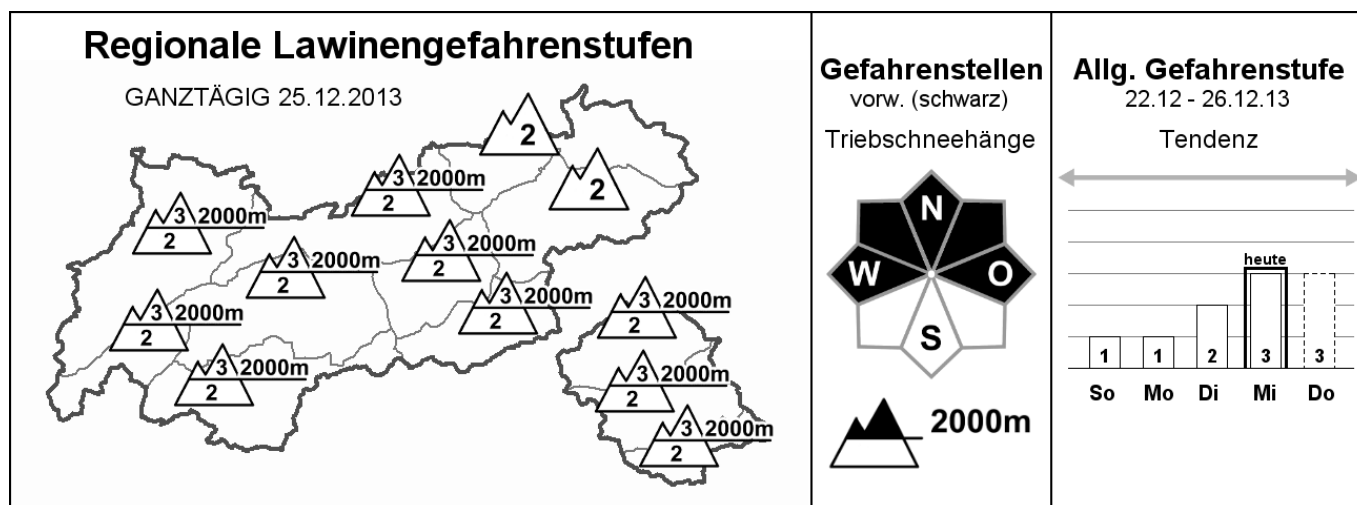 Regionale Lawinengefahrenstufen
GANZTÄGIG 25.12.2013
2
2
3 2000m
2
3 2000m
2
3 2000m
2
3 2000m
2
3 2000m
2
3 2000m
2
3 2000m
2
3 2000m
2
3 2000m
2
3 2000m
2
Gefahrenstellen
vorw. (schwarz)
Triebschneehänge
N
W O
S
2000m
Allg. Gefahrenstufe
22.12 - 26.12.13
Tendenz
heute
1 1 2 3 3
So Mo Di Mi Do